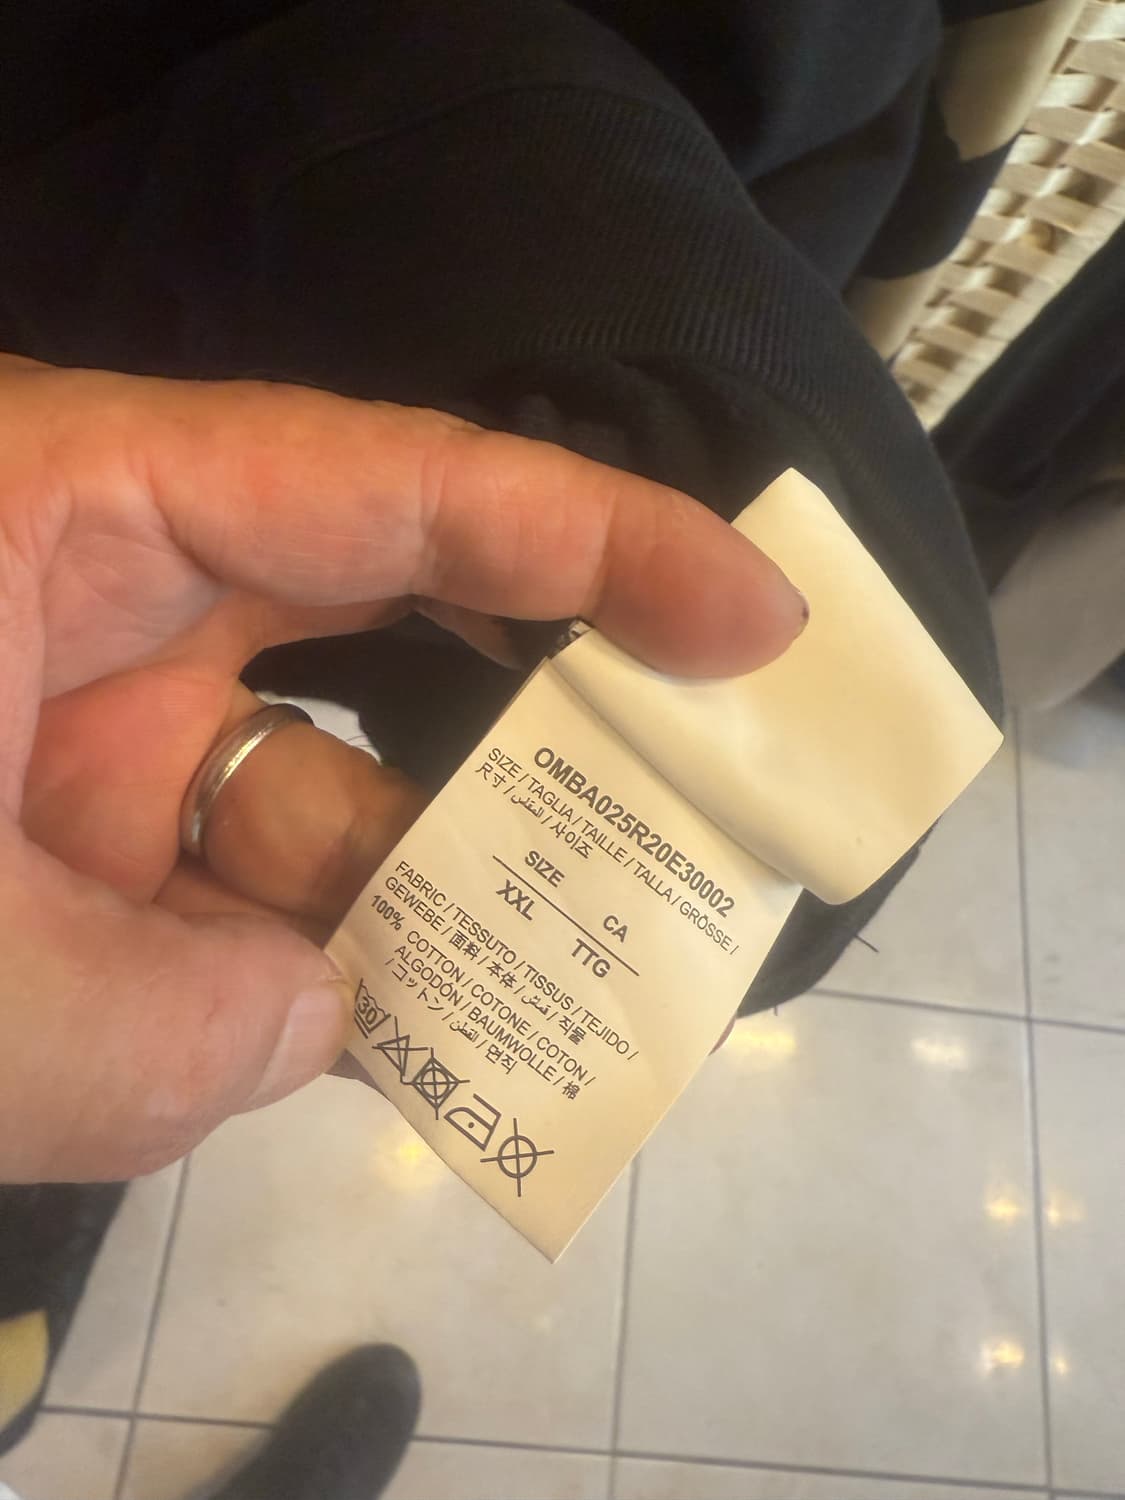 OMBA025R20E30002
SIZE / TAGLIA / TAILLE / TALLA / GRÖSSE /
尺寸 / المقاس / 사이즈
SIZE CA
XXL TTG
FABRIC / TESSUTO / TISSUS / TEJIDO /
GEWEBE / 面料 / 本体 / قماش / 직물
100% COTTON / COTONE / COTON /
ALGODÓN / BAUMWOLLE / 棉
/ コットン / القطن / 면직
30